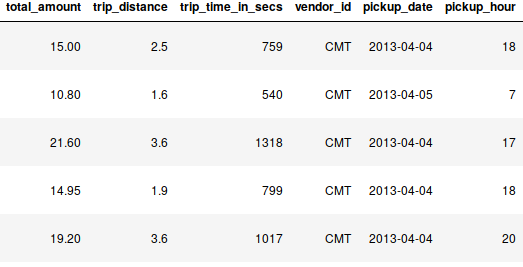 total_amount trip_distance trip_time_in_secs vendor_id pickup_date pickup_hour
15.00 2.5 759 CMT 2013-04-04 18
10.80 1.6 540 CMT 2013-04-05 7
21.60 3.6 1318 CMT 2013-04-04 17
14.95 1.9 799 CMT 2013-04-04 18
19.20 3.6 1017 CMT 2013-04-04 20